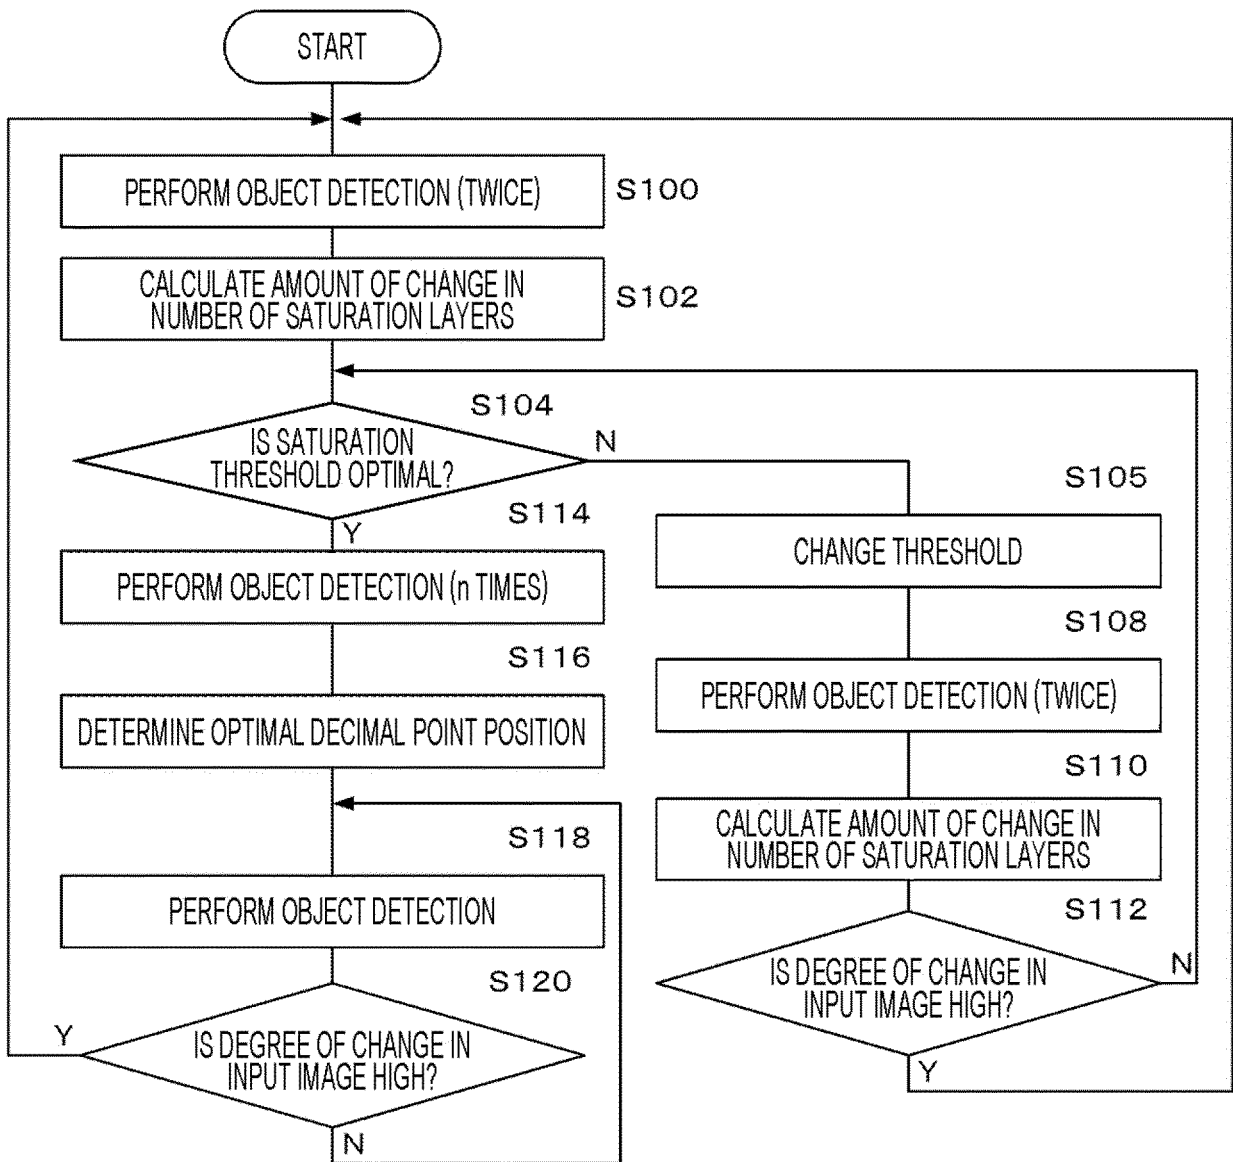 START
PERFORM OBJECT DETECTION (TWICE)
S100
CALCULATE AMOUNT OF CHANGE IN
NUMBER OF SATURATION LAYERS
S102
S104
IS SATURATION
THRESHOLD OPTIMAL?
N
Y
S114
PERFORM OBJECT DETECTION (n TIMES)
S116
DETERMINE OPTIMAL DECIMAL POINT POSITION
S118
PERFORM OBJECT DETECTION
S120
IS DEGREE OF CHANGE IN
INPUT IMAGE HIGH?
Y
N
S105
CHANGE THRESHOLD
S108
PERFORM OBJECT DETECTION (TWICE)
S110
CALCULATE AMOUNT OF CHANGE IN
NUMBER OF SATURATION LAYERS
S112
IS DEGREE OF CHANGE IN
INPUT IMAGE HIGH?
N
Y